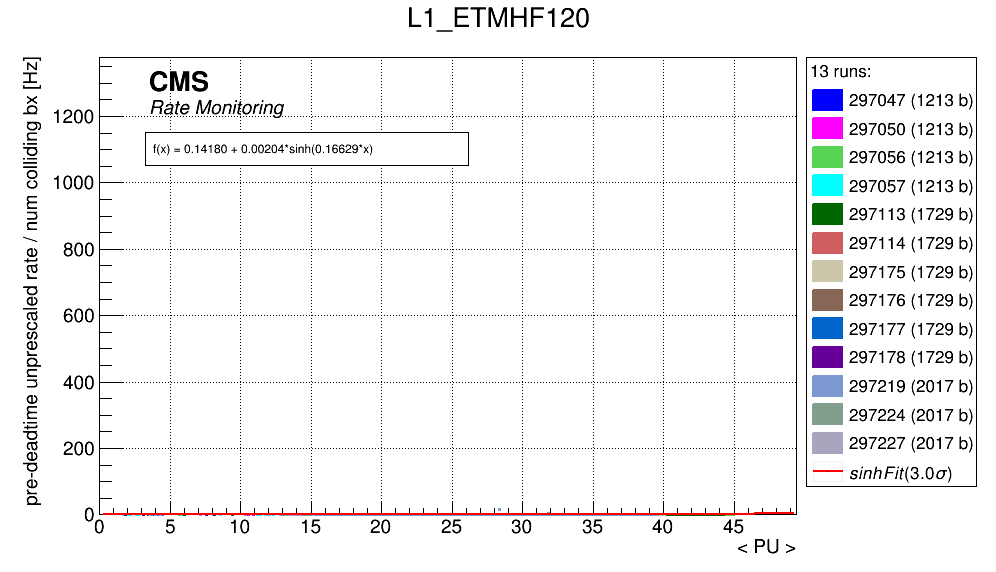 L1_ETMHF120
pre-deadtime unprescaled rate / num colliding bx [Hz]
CMS
Rate Monitoring
f(x) = 0.14180 + 0.00204*sinh(0.16629*x)
1200
1000
800
600
400
200
0
0 5 10 15 20 25 30 35 40 45
< PU >
13 runs:
297047 (1213 b)
297050 (1213 b)
297056 (1213 b)
297057 (1213 b)
297113 (1729 b)
297114 (1729 b)
297175 (1729 b)
297176 (1729 b)
297177 (1729 b)
297178 (1729 b)
297219 (2017 b)
297224 (2017 b)
297227 (2017 b)
sinhFit(3.0σ)